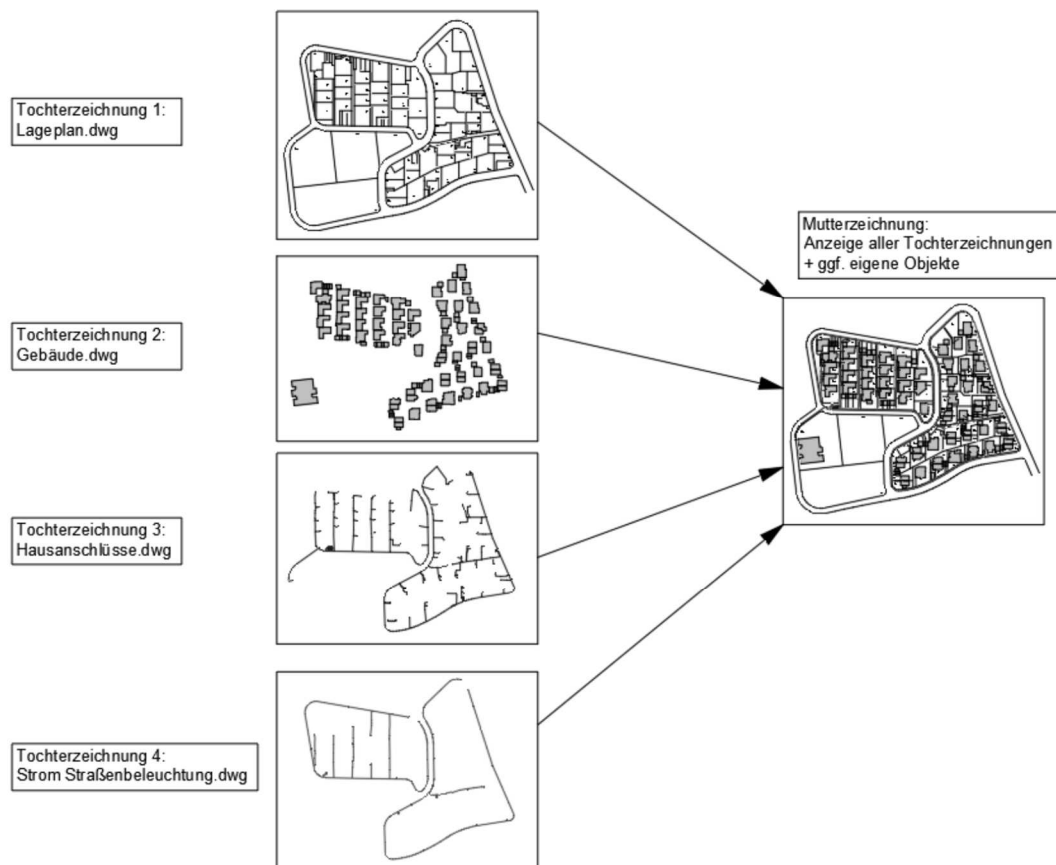 Tochterzeichnung 1:
Lageplan.dwg
Mutterzeichnung:
Anzeige aller Tochterzeichnungen
+ ggf. eigene Objekte
Tochterzeichnung 2:
Gebäude.dwg
Tochterzeichnung 3:
Hausanschlüsse.dwg
Tochterzeichnung 4:
Strom Straßenbeleuchtung.dwg